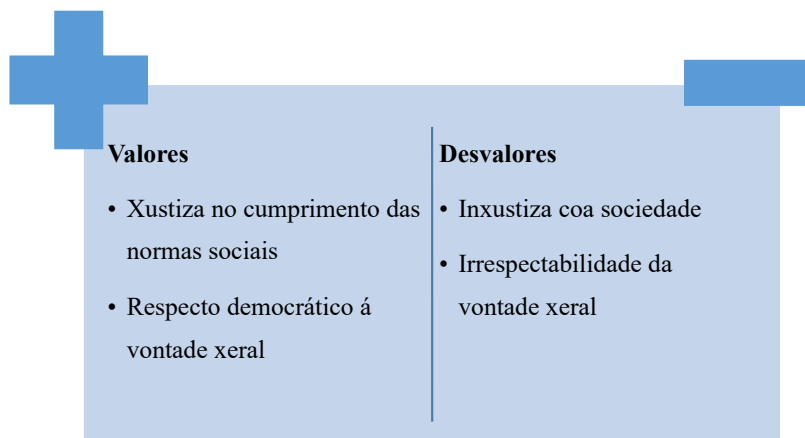 Valores
• Xustiza no cumprimento das
normas sociais
• Respecto democrático á
vontade xeral
Desvalores
• Inxustiza coa sociedade
• Irrespectabilidade da
vontade xeral